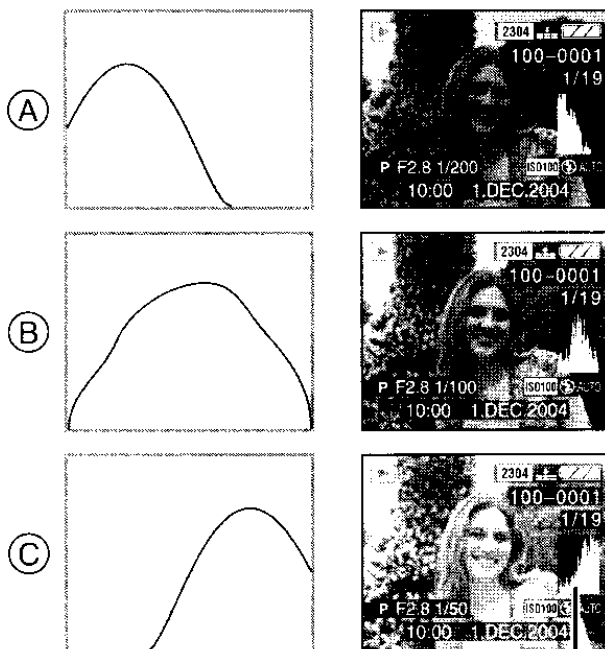 2304
100-0001
1/19
A
P F2.8 1/200 ISO100 AUTO
10:00 1.DEC.2004
2304
100-0001
1/19
B
P F2.8 1/100 ISO100 AUTO
10:00 1.DEC.2004
2304
100-0001
1/19
C
P F2.8 1/50 ISO100 AUTO
10:00 1.DEC.2004